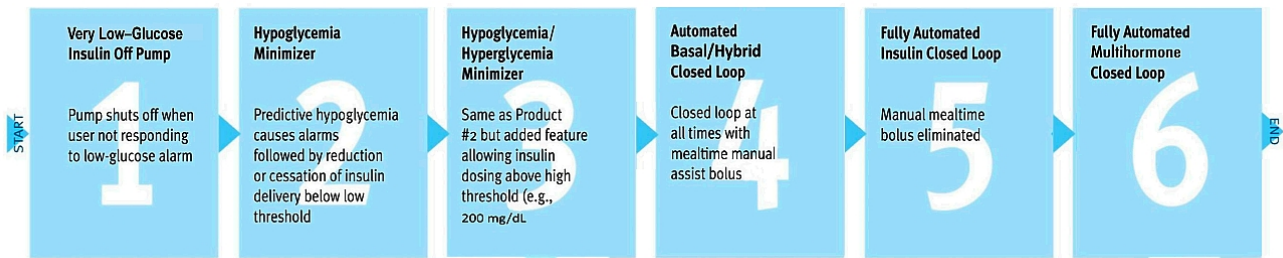 START
1
Very Low–Glucose
Insulin Off Pump
Pump shuts off when
user not responding
to low-glucose alarm
2
Hypoglycemia
Minimizer
Predictive hypoglycemia
causes alarms
followed by reduction
or cessation of insulin
delivery below low
threshold
3
Hypoglycemia/
Hyperglycemia
Minimizer
Same as Product
#2 but added feature
allowing insulin
dosing above high
threshold (e.g.,
200 mg/dL
4
Automated
Basal/Hybrid
Closed Loop
Closed loop at
all times with
mealtime manual
assist bolus
5
Fully Automated
Insulin Closed Loop
Manual mealtime
bolus eliminated
6
Fully Automated
Multihormone
Closed Loop
END